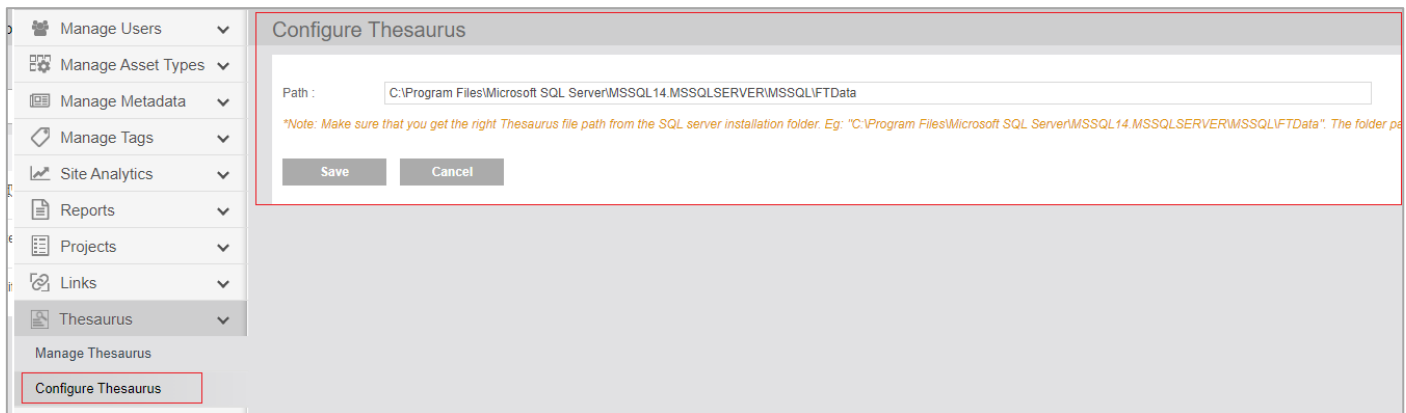 Manage Users
Manage Asset Types
Manage Metadata
Manage Tags
Site Analytics
Reports
Projects
Links
Thesaurus
Manage Thesaurus
Configure Thesaurus
Configure Thesaurus
Path : C:\Program Files\Microsoft SQL Server\MSSQL14.MSSQLSERVER\MSSQL\FTData
*Note: Make sure that you get the right Thesaurus file path from the SQL server installation folder. Eg: "C:\Program Files\Microsoft SQL Server\MSSQL14.MSSQLSERVER\MSSQL\FTData". The folder pa
Save Cancel